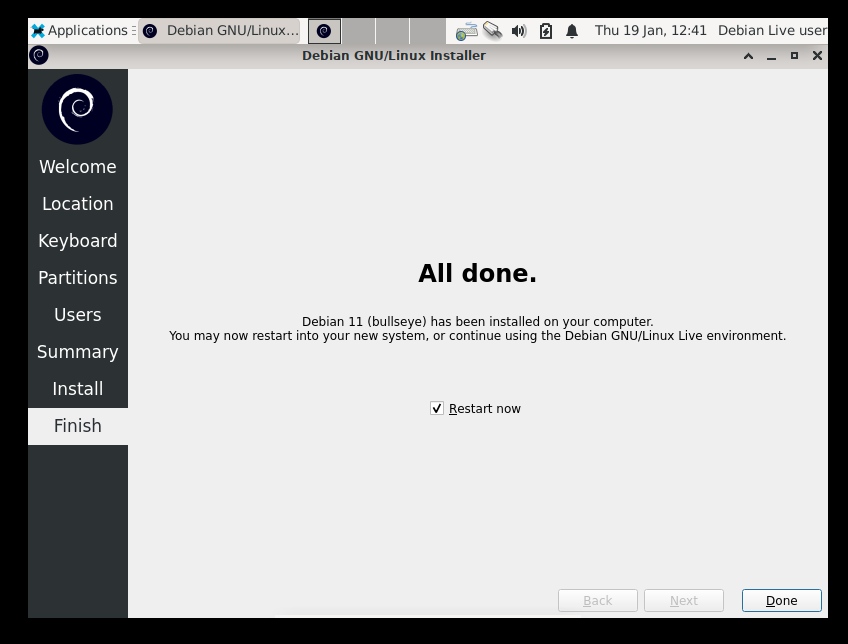 Applications
Debian GNU/Linux...
Thu 19 Jan, 12:41
Debian Live user
Debian GNU/Linux Installer
Welcome
Location
Keyboard
Partitions
Users
Summary
Install
Finish
All done.
Debian 11 (bullseye) has been installed on your computer.
You may now restart into your new system, or continue using the Debian GNU/Linux Live environment.
Restart now
Back
Next
Done